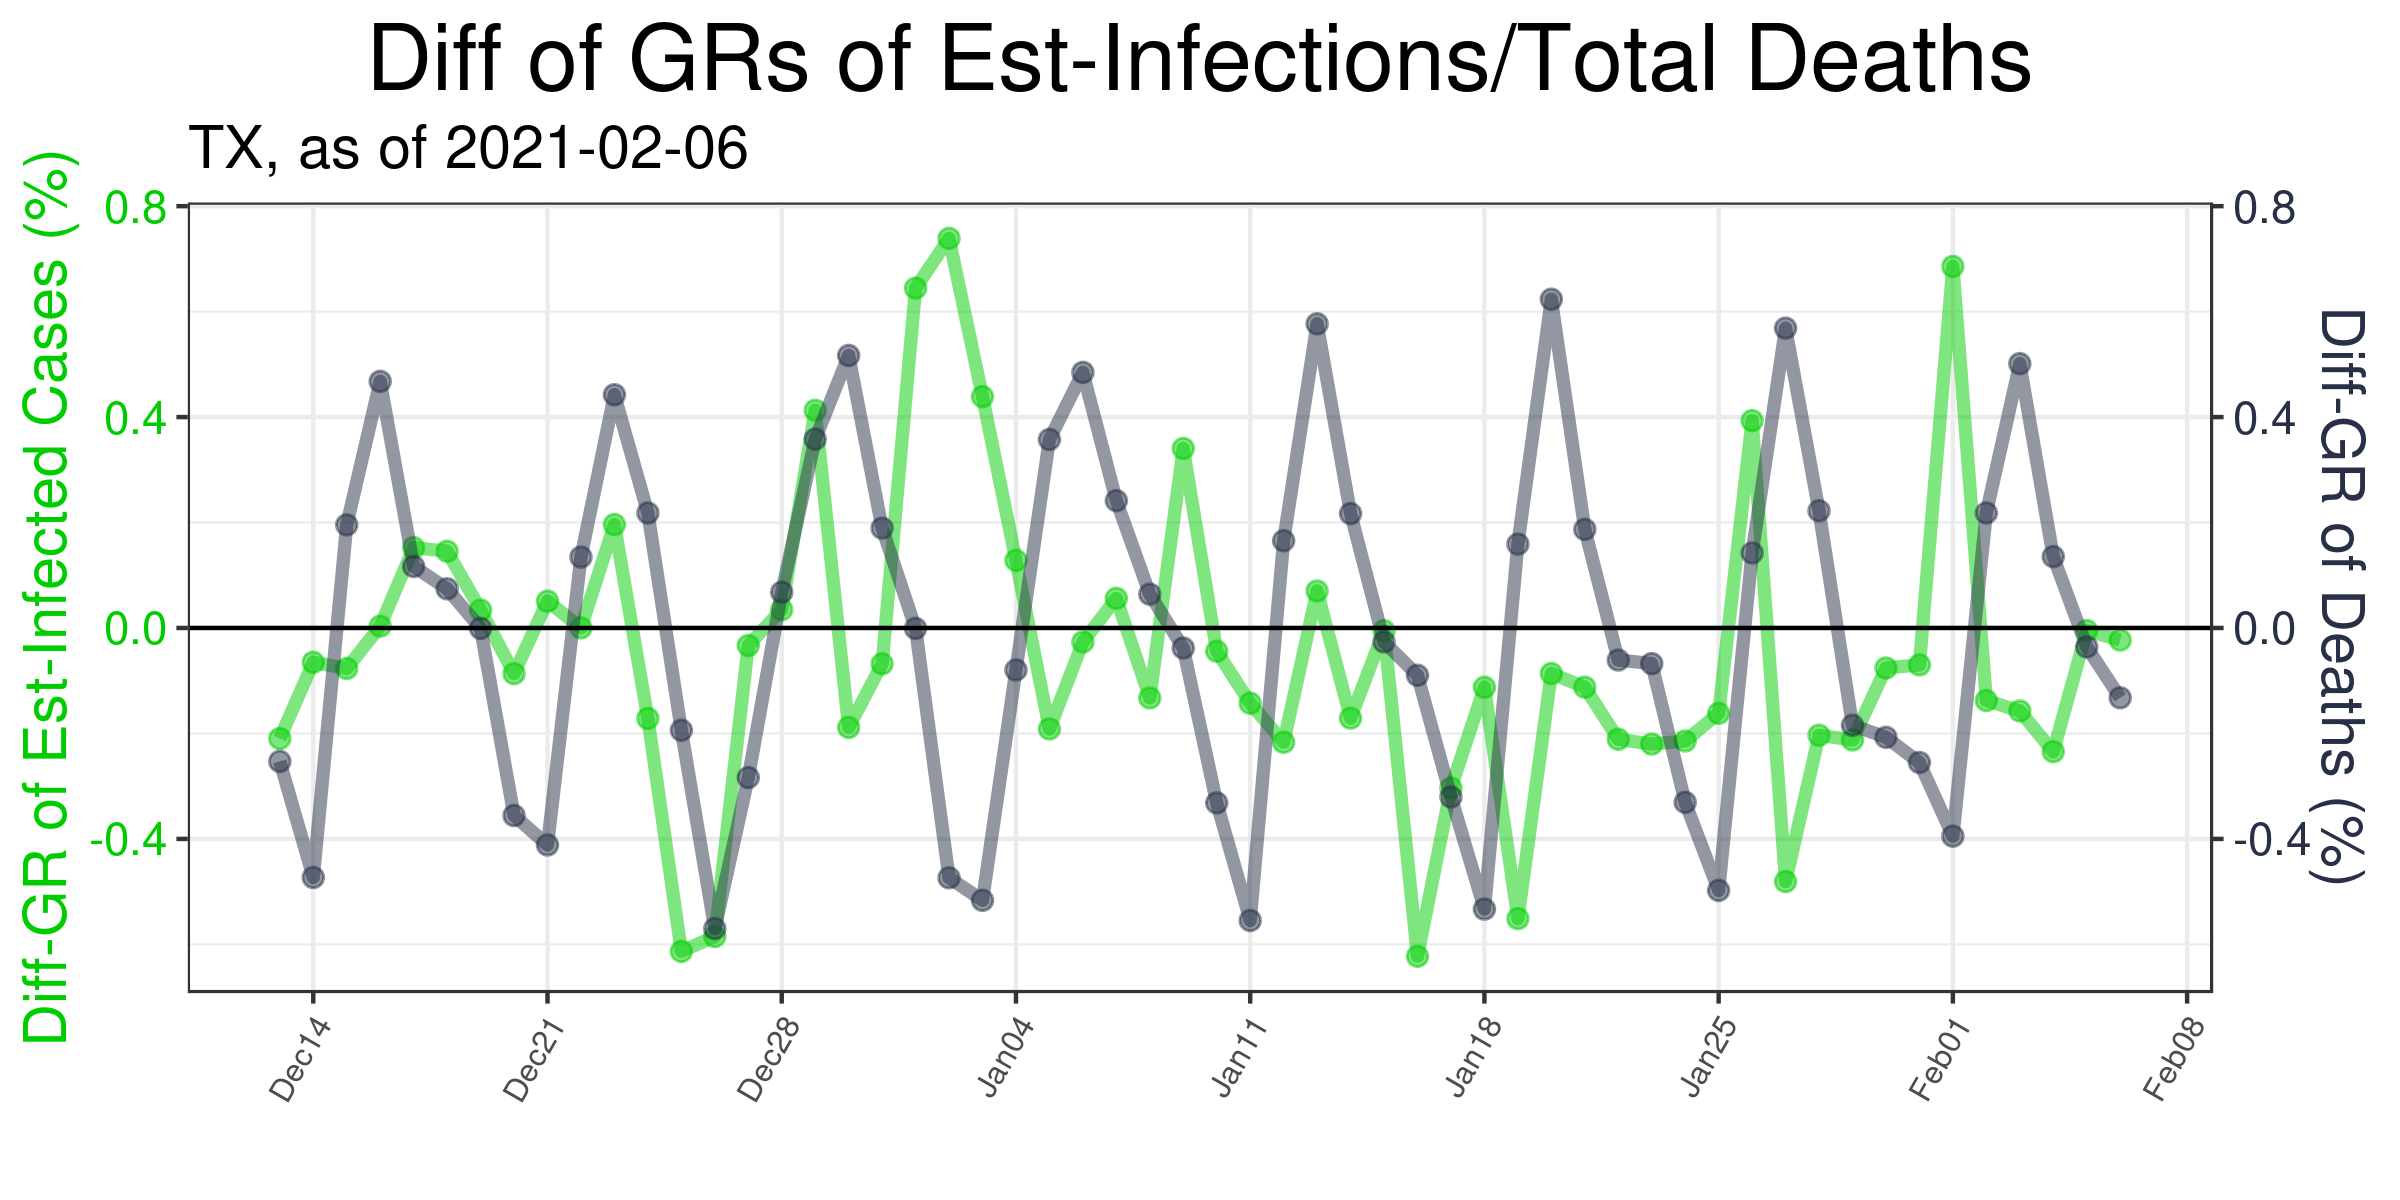 Diff of GRs of Est-Infections/Total Deaths
TX, as of 2021-02-06
Diff-GR of Est-Infected Cases (%)
0.8
0.4
0.0
-0.4
0.8
0.4
0.0
-0.4
Diff-GR of Deaths (%)
Dec14
Dec21
Dec28
Jan04
Jan11
Jan18
Jan25
Feb01
Feb08